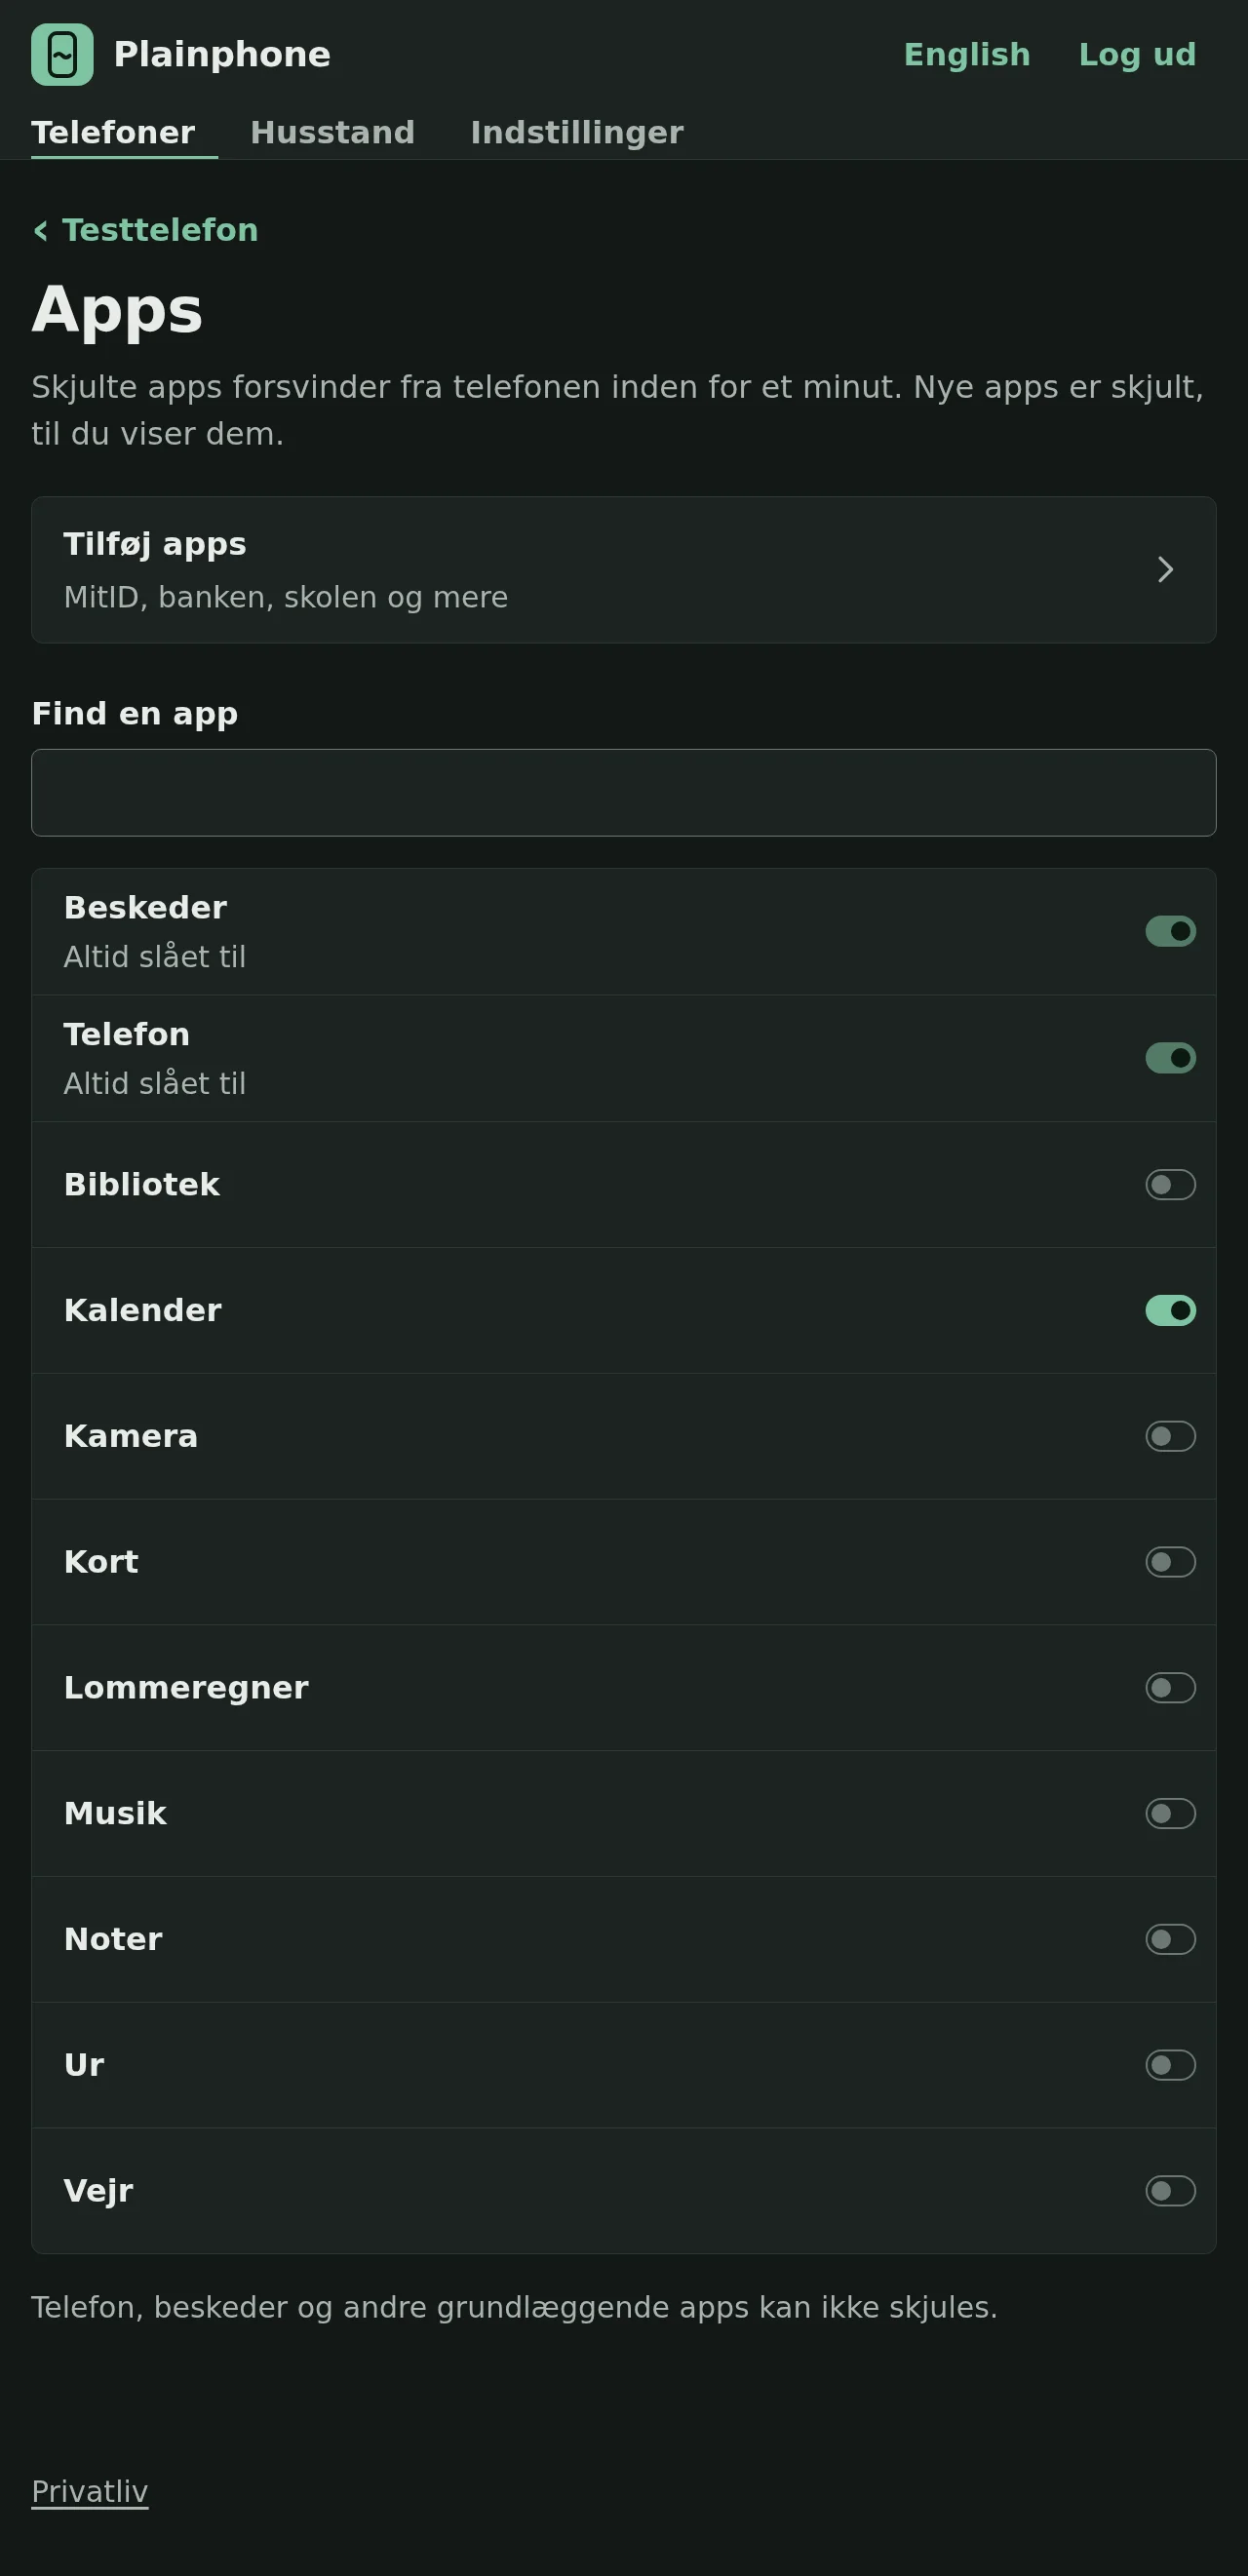 Plainphone
English
Log ud
Telefoner
Husstand
Indstillinger
‹ Testtelefon
Apps
Skjulte apps forsvinder fra telefonen inden for et minut. Nye apps er skjult,
til du viser dem.
Tilføj apps
MitID, banken, skolen og mere
Find en app
Beskeder
Altid slået til
Telefon
Altid slået til
Bibliotek
Kalender
Kamera
Kort
Lommeregner
Musik
Noter
Ur
Vejr
Telefon, beskeder og andre grundlæggende apps kan ikke skjules.
Privatliv